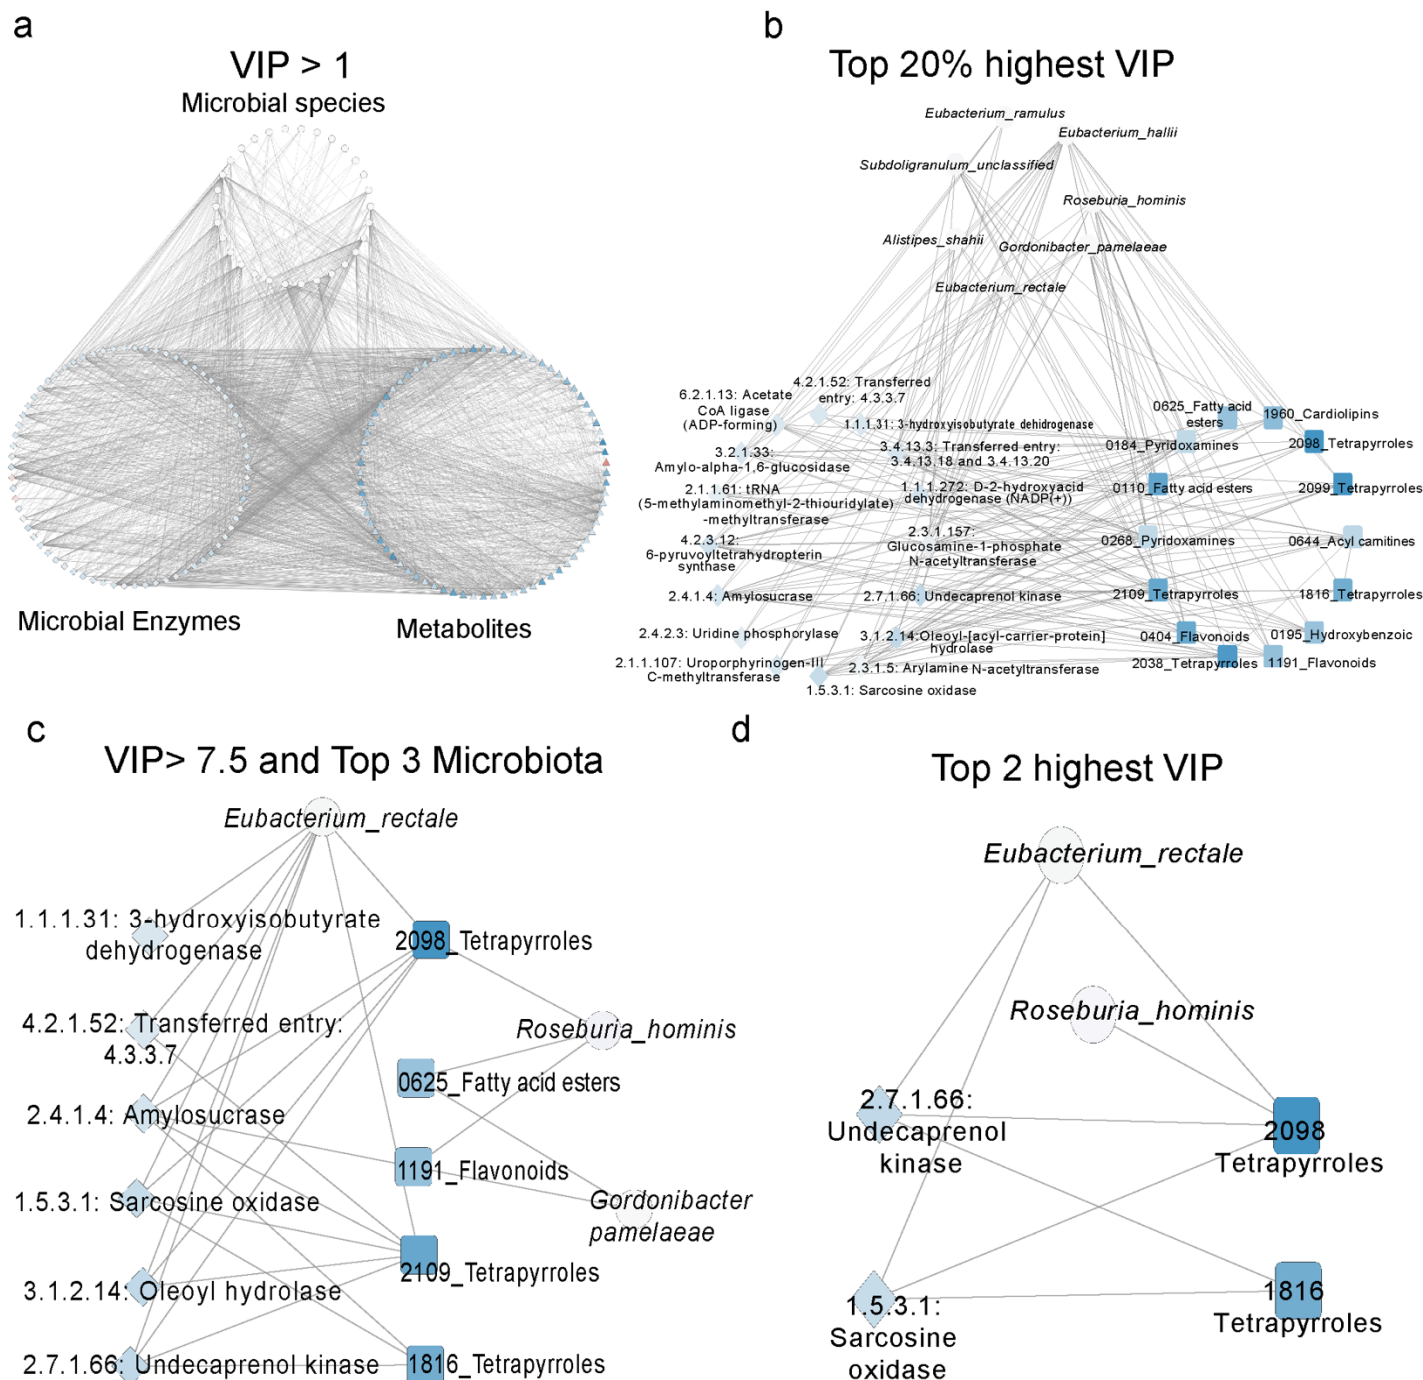 a
VIP > 1
Microbial species
Microbial Enzymes
Metabolites
b
Top 20% highest VIP
Eubacterium_ramulus
Eubacterium_hallii
Subdoligranulum_unclassified
Roseburia_hominis
Alistipes_shahii
Gordonibacter_pamelaeae
Eubacterium_rectale
6.2.1.13: Acetate
CoA ligase
(ADP-forming)
4.2.1.52: Transferred
entry: 4.3.3.7
1.1.1.31: 3-hydroxyisobutyrate dehidrogenase
3.2.1.33:
Amylo-alpha-1,6-glucosidase
3.4.13.3: Transferred entry:
3.4.13.18 and 3.4.13.20
2.1.1.61: tRNA
(5-methylaminomethyl-2-thiouridylate)
-methyltransferase
1.1.1.272: D-2-hydroxyacid
dehydrogenase (NADP(+))
4.2.3.12:
6-pyruvoyltetrahydropterin
synthase
2.3.1.157:
Glucosamine-1-phosphate
N-acetyltransferase
2.4.1.4: Amylosucrase
2.7.1.66: Undecaprenol kinase
2.4.2.3: Uridine phosphorylase
3.1.2.14:Oleoyl-[acyl-carrier-protein]
hydrolase
2.1.1.107: Uroporphyrinogen-III
C-methyltransferase
2.3.1.5: Arylamine N-acetyltransferase
1.5.3.1: Sarcosine oxidase
0625_Fatty acid
esters
1960_Cardiolipins
0184_Pyridoxamines
2098_Tetrapyrroles
0110_Fatty acid esters
2099_Tetrapyrroles
0268_Pyridoxamines
0644_Acyl carnitines
2109_Tetrapyrroles
1816_Tetrapyrroles
0404_Flavonoids
0195_Hydroxybenzoic
2038_Tetrapyrroles
1191_Flavonoids
c
VIP> 7.5 and Top 3 Microbiota
Eubacterium_rectale
1.1.1.31: 3-hydroxyisobutyrate
dehydrogenase
2098_Tetrapyrroles
4.2.1.52: Transferred entry:
4.3.3.7
Roseburia_hominis
0625_Fatty acid esters
2.4.1.4: Amylosucrase
1191_Flavonoids
1.5.3.1: Sarcosine oxidase
Gordonibacter
pamelaeae
2109_Tetrapyrroles
3.1.2.14: Oleoyl hydrolase
2.7.1.66: Undecaprenol kinase
1816_Tetrapyrroles
d
Top 2 highest VIP
Eubacterium_rectale
Roseburia_hominis
2.7.1.66:
Undecaprenol
kinase
2098
Tetrapyrroles
1.5.3.1:
Sarcosine
oxidase
1816
Tetrapyrroles